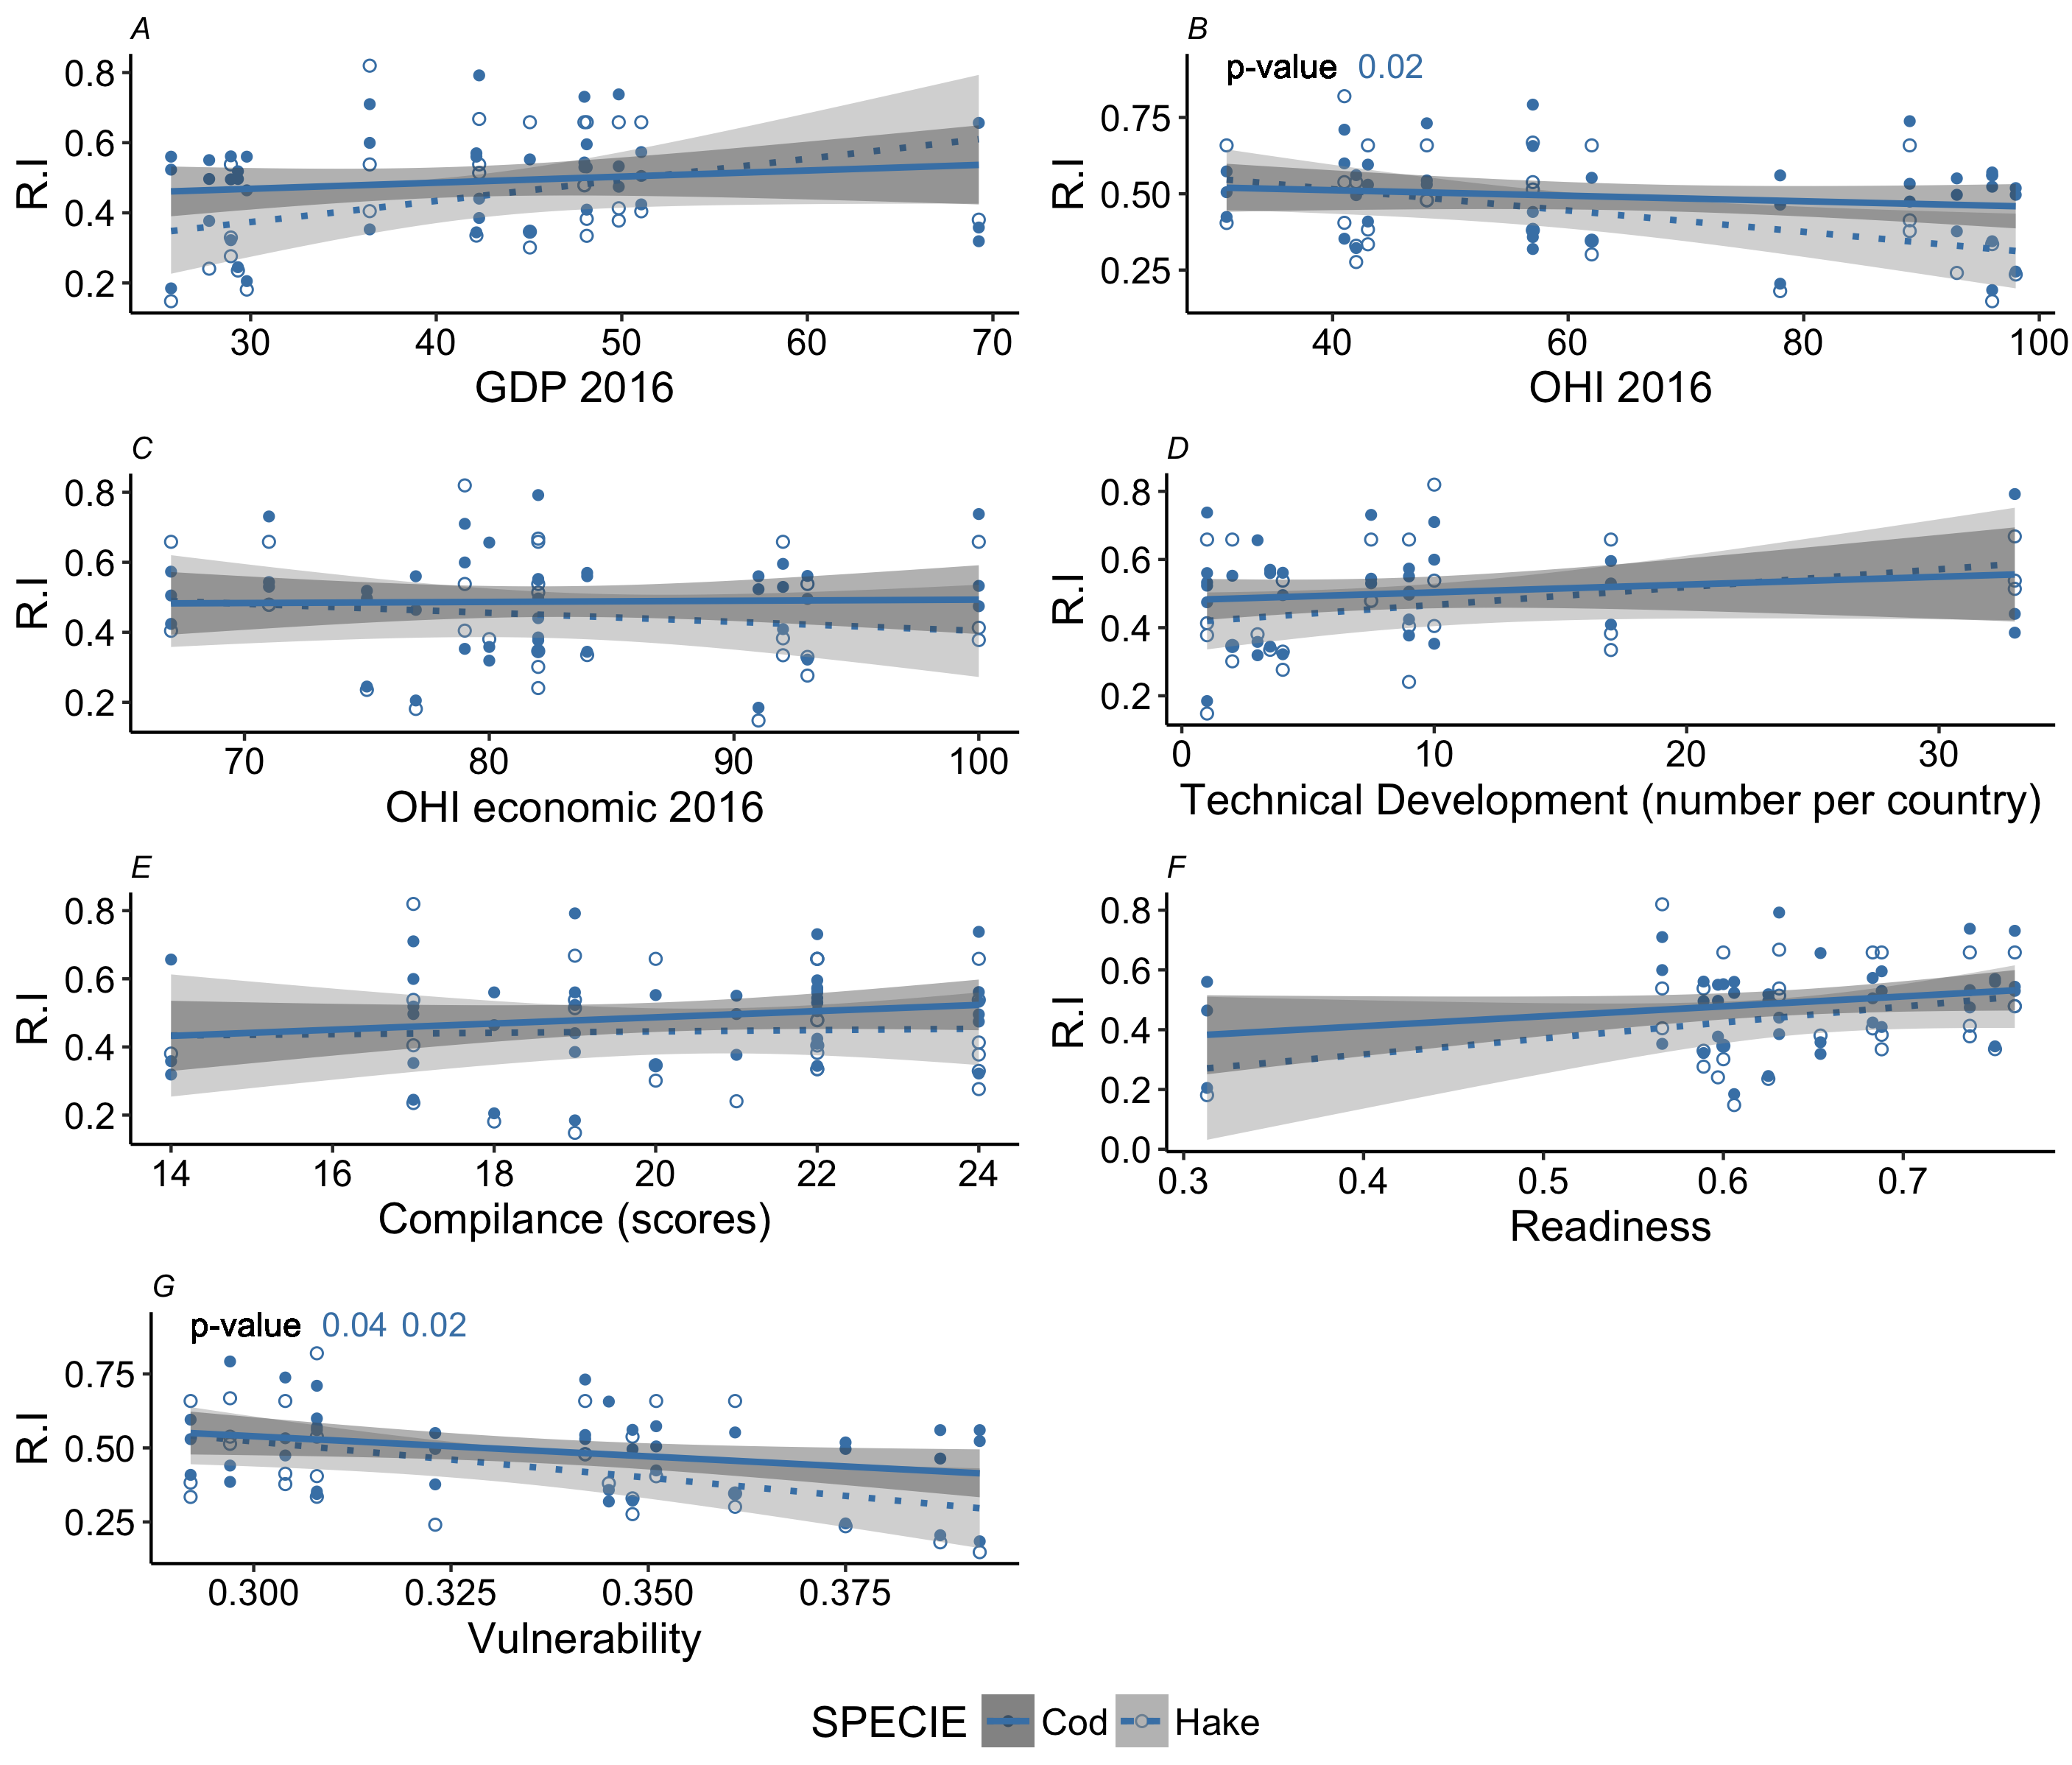 A
0.8
0.6
0.4
0.2
R.I
30 40 50 60 70
GDP 2016
B
p-value 0.02
0.75
0.50
0.25
R.I
40 60 80 100
OHI 2016
C
0.8
0.6
0.4
0.2
R.I
70 80 90 100
OHI economic 2016
D
0.8
0.6
0.4
0.2
R.I
0 10 20 30
Technical Development (number per country)
E
0.8
0.6
0.4
0.2
R.I
14 16 18 20 22 24
Compilance (scores)
F
0.8
0.6
0.4
0.2
0.0
R.I
0.3 0.4 0.5 0.6 0.7
Readiness
G
p-value 0.04 0.02
0.75
0.50
0.25
R.I
0.300 0.325 0.350 0.375
Vulnerability
SPECIE Cod Hake